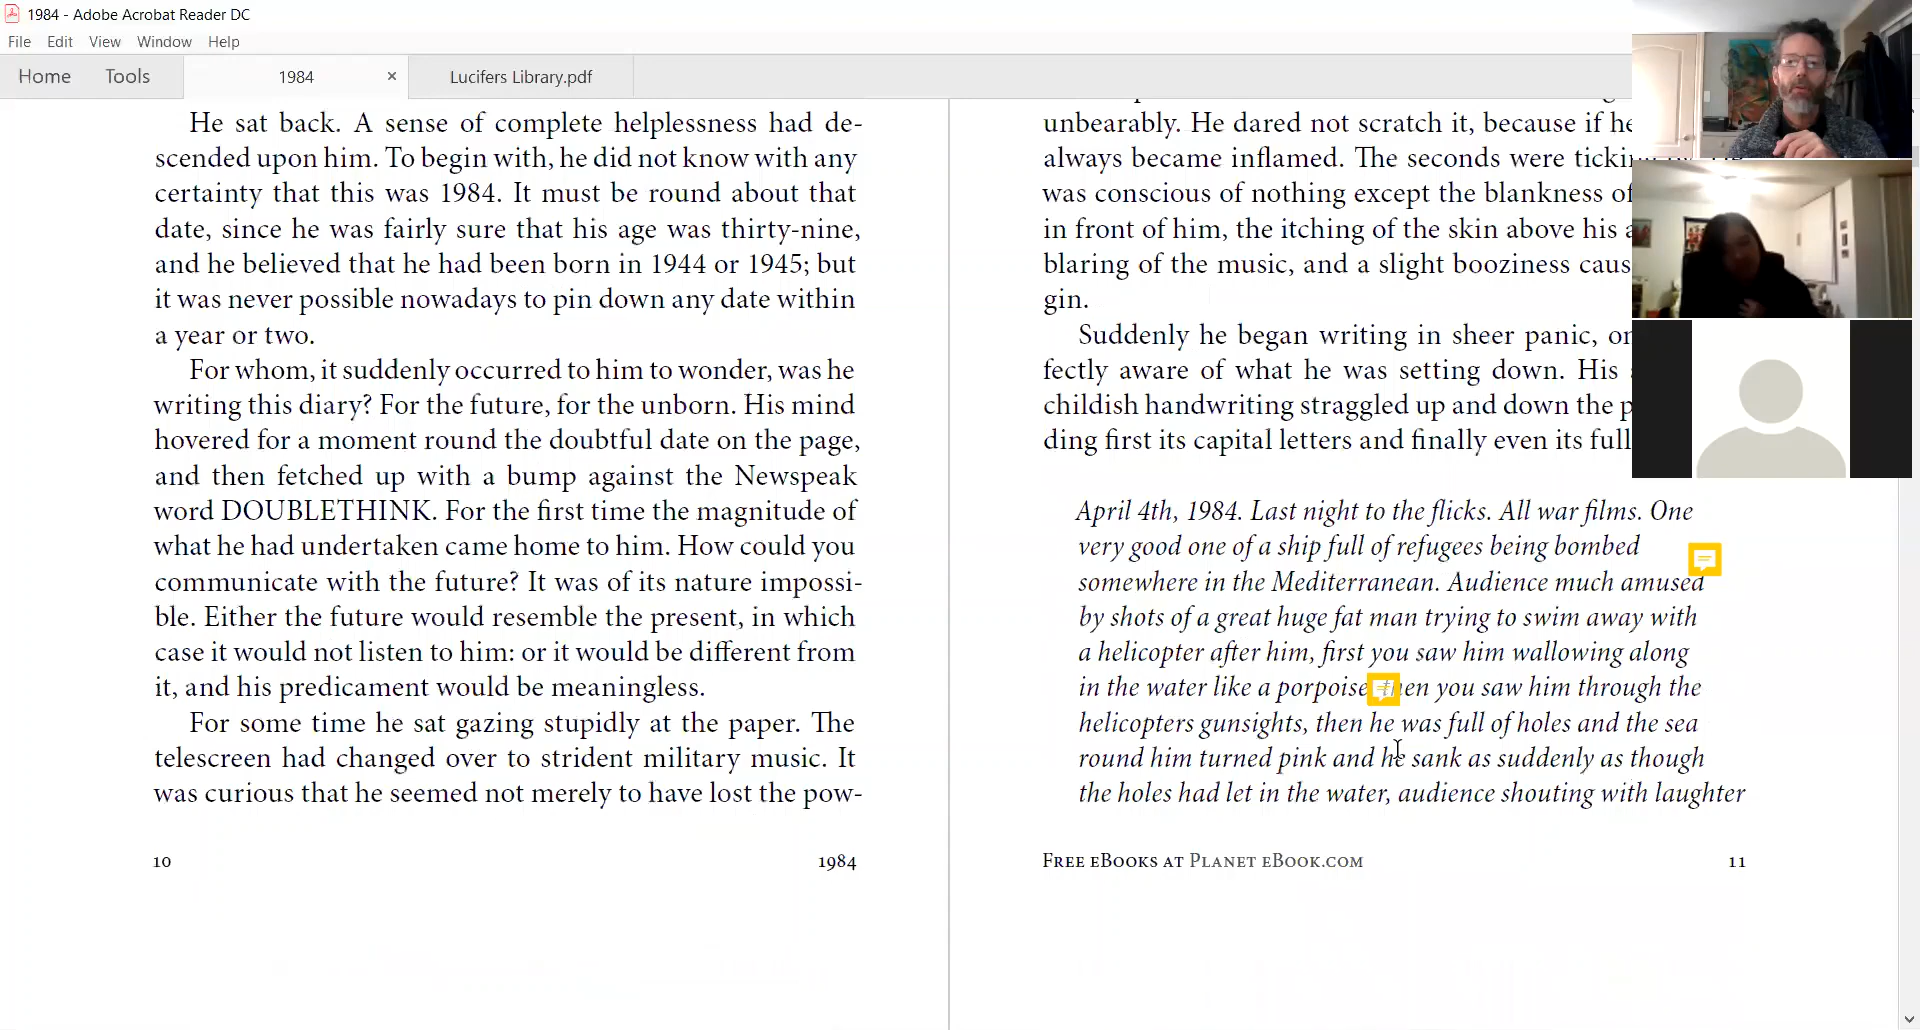 1984 - Adobe Acrobat Reader DC
File Edit View Window Help
Home Tools 1984 × Lucifers Library.pdf
He sat back. A sense of complete helplessness had de-
scended upon him. To begin with, he did not know with any
certainty that this was 1984. It must be round about that
date, since he was fairly sure that his age was thirty-nine,
and he believed that he had been born in 1944 or 1945; but
it was never possible nowadays to pin down any date within
a year or two.
For whom, it suddenly occurred to him to wonder, was he
writing this diary? For the future, for the unborn. His mind
hovered for a moment round the doubtful date on the page,
and then fetched up with a bump against the Newspeak
word DOUBLETHINK. For the first time the magnitude of
what he had undertaken came home to him. How could you
communicate with the future? It was of its nature impossi-
ble. Either the future would resemble the present, in which
case it would not listen to him: or it would be different from
it, and his predicament would be meaningless.
For some time he sat gazing stupidly at the paper. The
telescreen had changed over to strident military music. It
was curious that he seemed not merely to have lost the pow-
10 1984
unbearably. He dared not scratch it, because if he
always became inflamed. The seconds were
was conscious of nothing except the blankness of
in front of him, the itching of the skin above his
blaring of the music, and a slight booziness
gin.
Suddenly he began writing in sheer panic,
fectly aware of what he was setting down. His
childish handwriting straggled up and down the
ding first its capital letters and finally even its full
April 4th, 1984. Last night to the flicks. All war films. One
very good one of a ship full of refugees being bombed
somewhere in the Mediterranean. Audience much amused
by shots of a great huge fat man trying to swim away with
a helicopter after him, first you saw him wallowing along
in the water like a porpoise, then you saw him through the
helicopters gunsights, then he was full of holes and the sea
round him turned pink and he sank as suddenly as though
the holes had let in the water, audience shouting with laughter
Free eBooks at Planet eBook.com 11